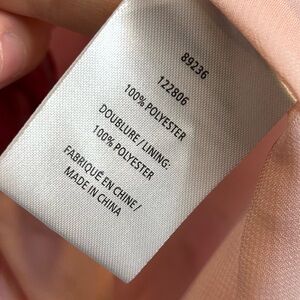 89236
122806
100% POLYESTER
DOUBLURE / LINING:
100% POLYESTER
FABRIQUÉ EN CHINE /
MADE IN CHINA